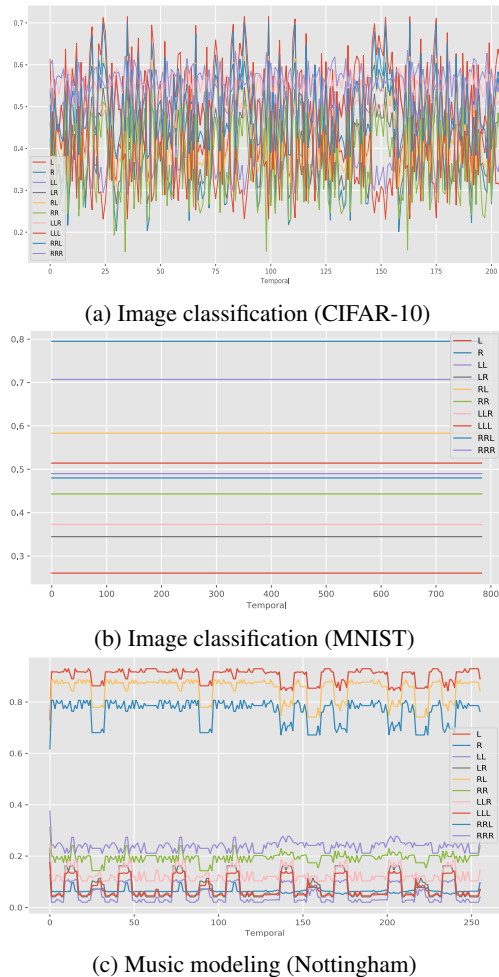 0.7
0.6
0.5
0.4
0.3
0.2
L
R
LL
LR
RL
RR
LLR
LLL
RRL
RRR
0 25 50 75 100 125 150 175 200
Temporal
(a) Image classification (CIFAR-10)
0.8
0.7
0.6
0.5
0.4
0.3
L
R
LL
LR
RL
RR
LLR
LLL
RRL
RRR
0 100 200 300 400 500 600 700 800
Temporal
(b) Image classification (MNIST)
0.8
0.6
0.4
0.2
0.0
L
R
LL
LR
RL
RR
LLR
LLL
RRL
RRR
0 50 100 150 200 250
Temporal
(c) Music modeling (Nottingham)